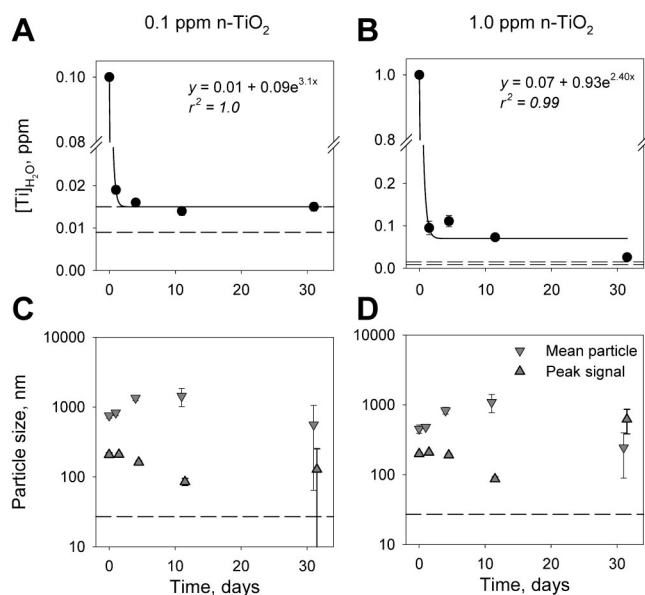 A
0.1 ppm n-TiO₂
B
1.0 ppm n-TiO₂
[Ti]H₂O, ppm
0.10
0.08
0.02
0.01
0.00
y = 0.01 + 0.09e^3.1x
r² = 1.0
0 10 20 30
1.0
0.8
0.2
0.1
0.0
y = 0.07 + 0.93e^2.40x
r² = 0.99
0 10 20 30
C
Particle size, nm
10000
1000
100
10
0 10 20 30
Time, days
D
10000
1000
100
10
Mean particle
Peak signal
0 10 20 30
Time, days